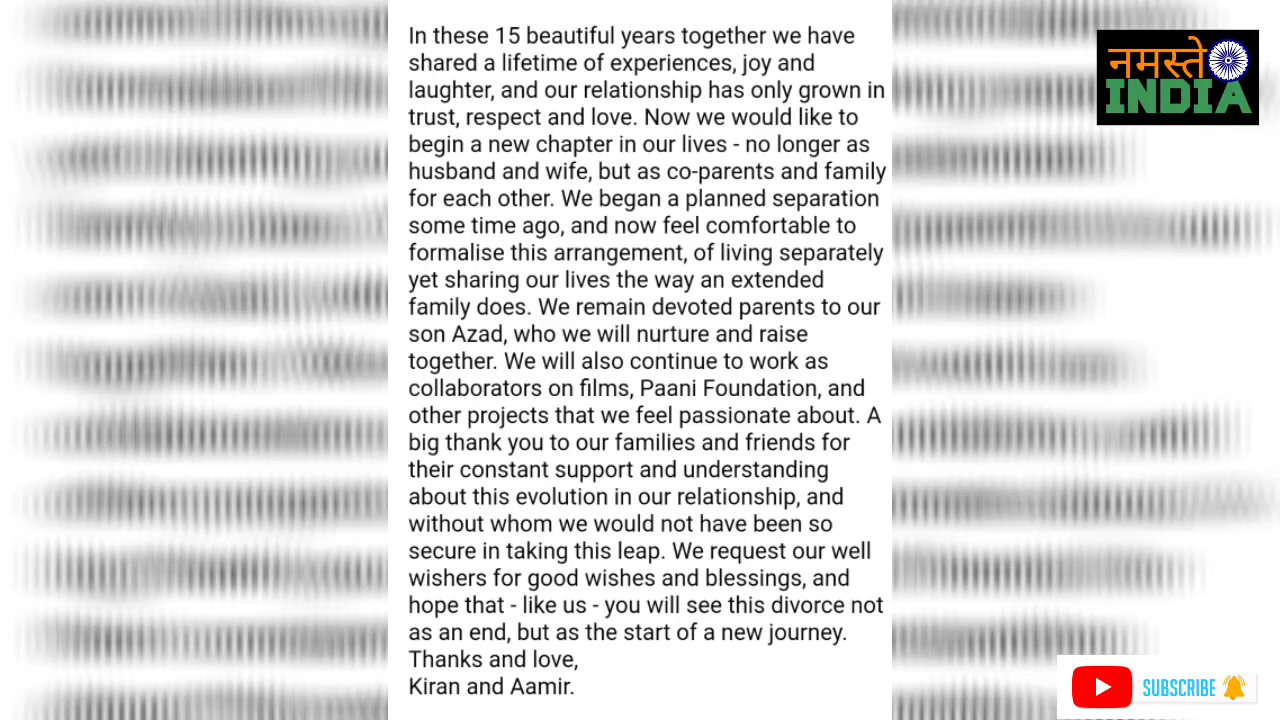 In these 15 beautiful years together we have
shared a lifetime of experiences, joy and
laughter, and our relationship has only grown in
trust, respect and love. Now we would like to
begin a new chapter in our lives - no longer as
husband and wife, but as co-parents and family
for each other. We began a planned separation
some time ago, and now feel comfortable to
formalise this arrangement, of living separately
yet sharing our lives the way an extended
family does. We remain devoted parents to our
son Azad, who we will nurture and raise
together. We will also continue to work as
collaborators on films, Paani Foundation, and
other projects that we feel passionate about. A
big thank you to our families and friends for
their constant support and understanding
about this evolution in our relationship, and
without whom we would not have been so
secure in taking this leap. We request our well
wishers for good wishes and blessings, and
hope that - like us - you will see this divorce not
as an end, but as the start of a new journey.
Thanks and love,
Kiran and Aamir.
नमस्ते
INDIA
SUBSCRIBE